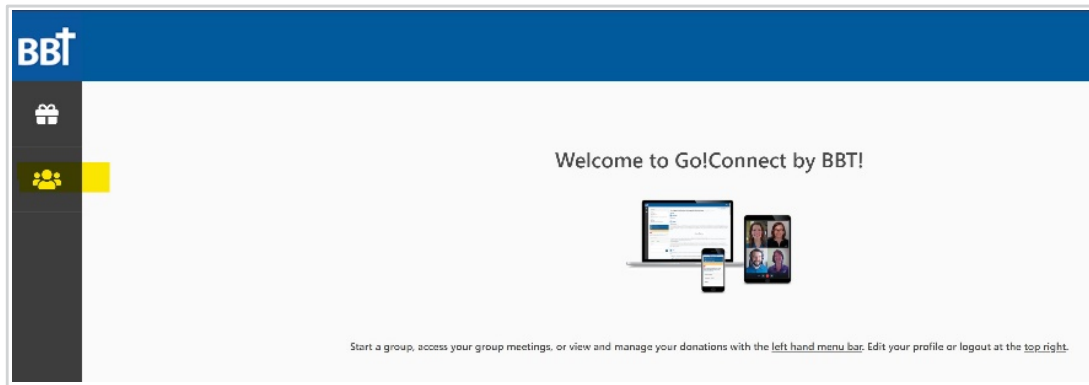 BBT
Welcome to Go!Connect by BBT!
Start a group, access your group meetings, or view and manage your donations with the left hand menu bar. Edit your profile or logout at the top right.